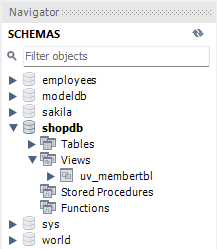 Navigator
SCHEMAS
Filter objects
employees
modeldb
sakila
shopdb
Tables
Views
uv_membertbl
Stored Procedures
Functions
sys
world